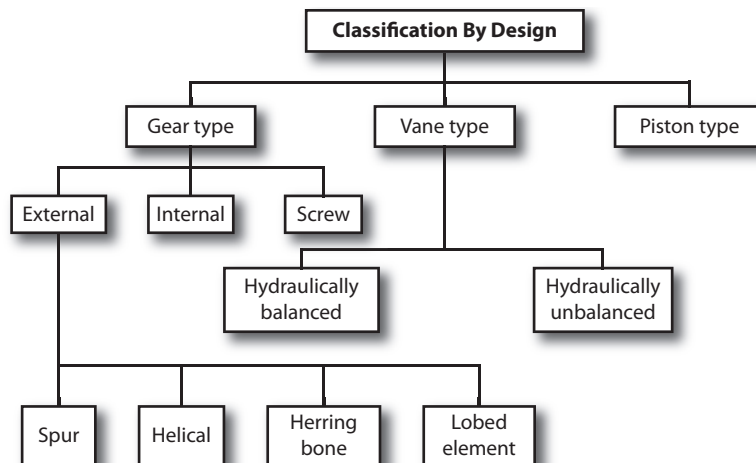 Classification By Design
Gear type
Vane type
Piston type
External
Internal
Screw
Hydraulically
balanced
Hydraulically
unbalanced
Spur
Helical
Herring
bone
Lobed
element